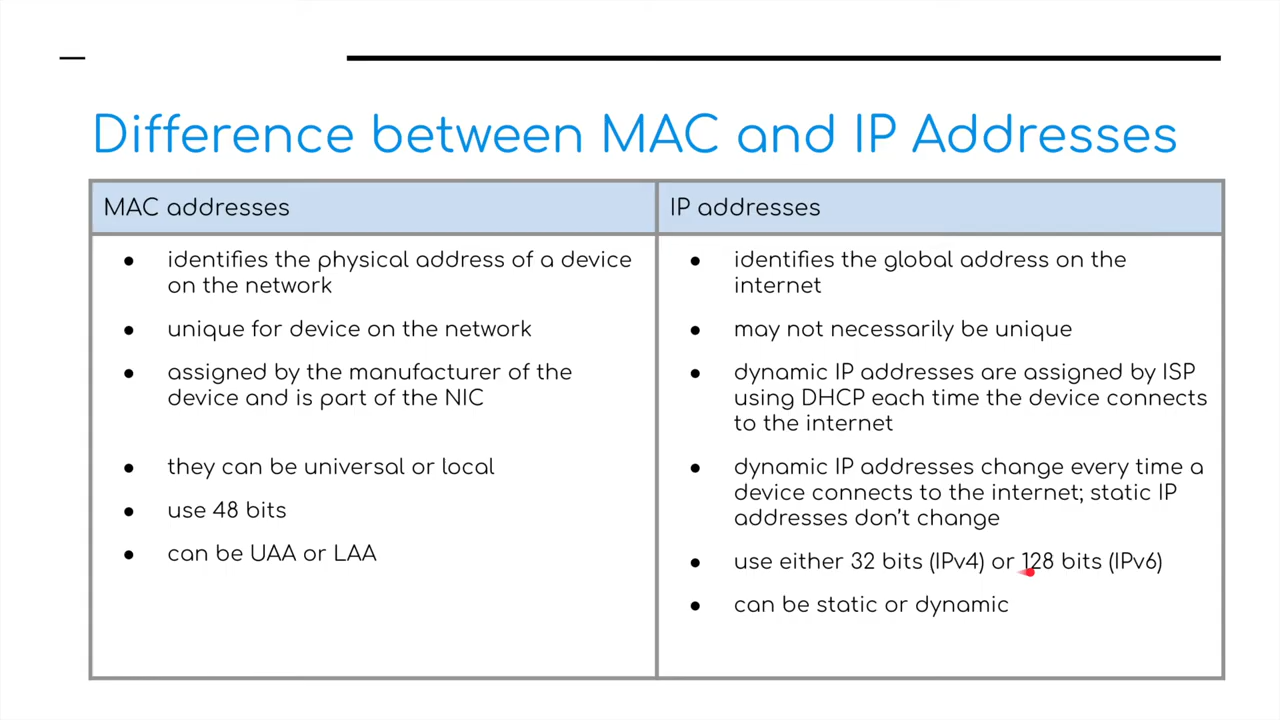 Difference between MAC and IP Addresses
MAC addresses
● identifies the physical address of a device
on the network
● unique for device on the network
● assigned by the manufacturer of the
device and is part of the NIC
● they can be universal or local
● use 48 bits
● can be UAA or LAA
IP addresses
● identifies the global address on the
internet
● may not necessarily be unique
● dynamic IP addresses are assigned by ISP
using DHCP each time the device connects
to the internet
● dynamic IP addresses change every time a
device connects to the internet; static IP
addresses don't change
● use either 32 bits (IPv4) or 128 bits (IPv6)
● can be static or dynamic